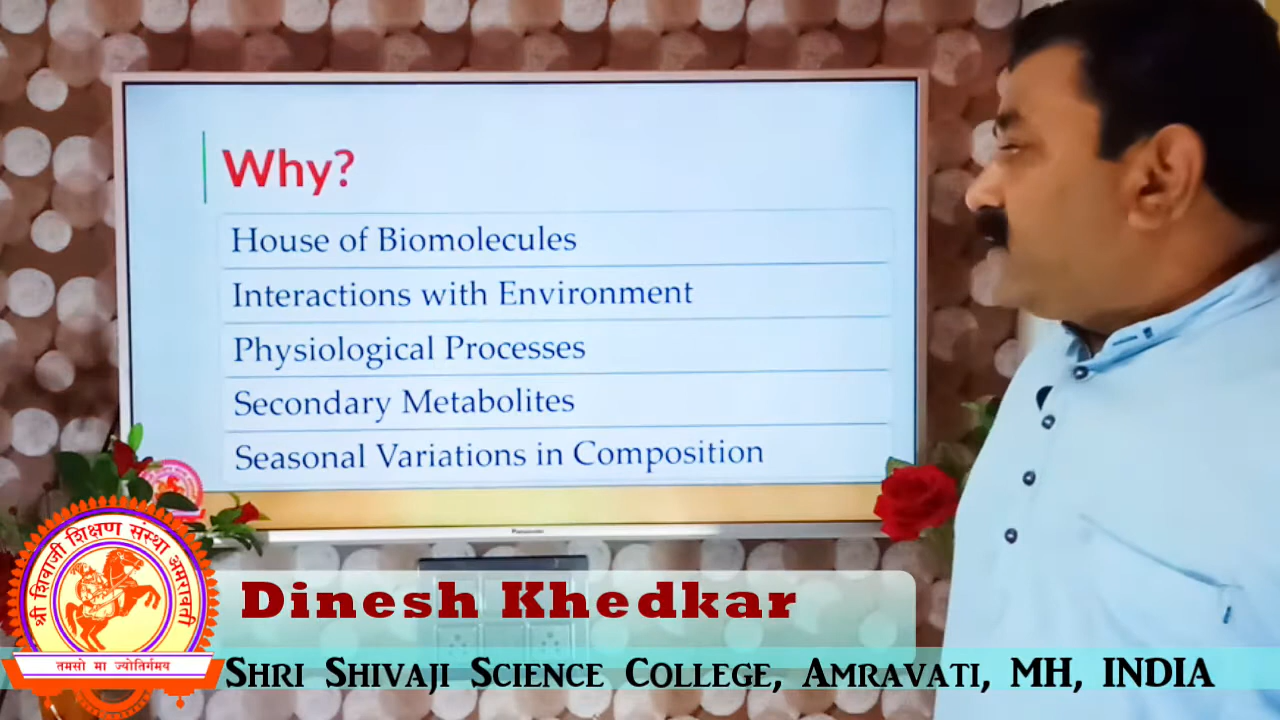 Why?
House of Biomolecules
Interactions with Environment
Physiological Processes
Secondary Metabolites
Seasonal Variations in Composition
Panasonic
श्री शिवाजी शिक्षण संस्था अमरावती
तमसो मा ज्योतिर्गमय
Dinesh Khedkar
Shri Shivaji Science College, Amravati, MH, INDIA